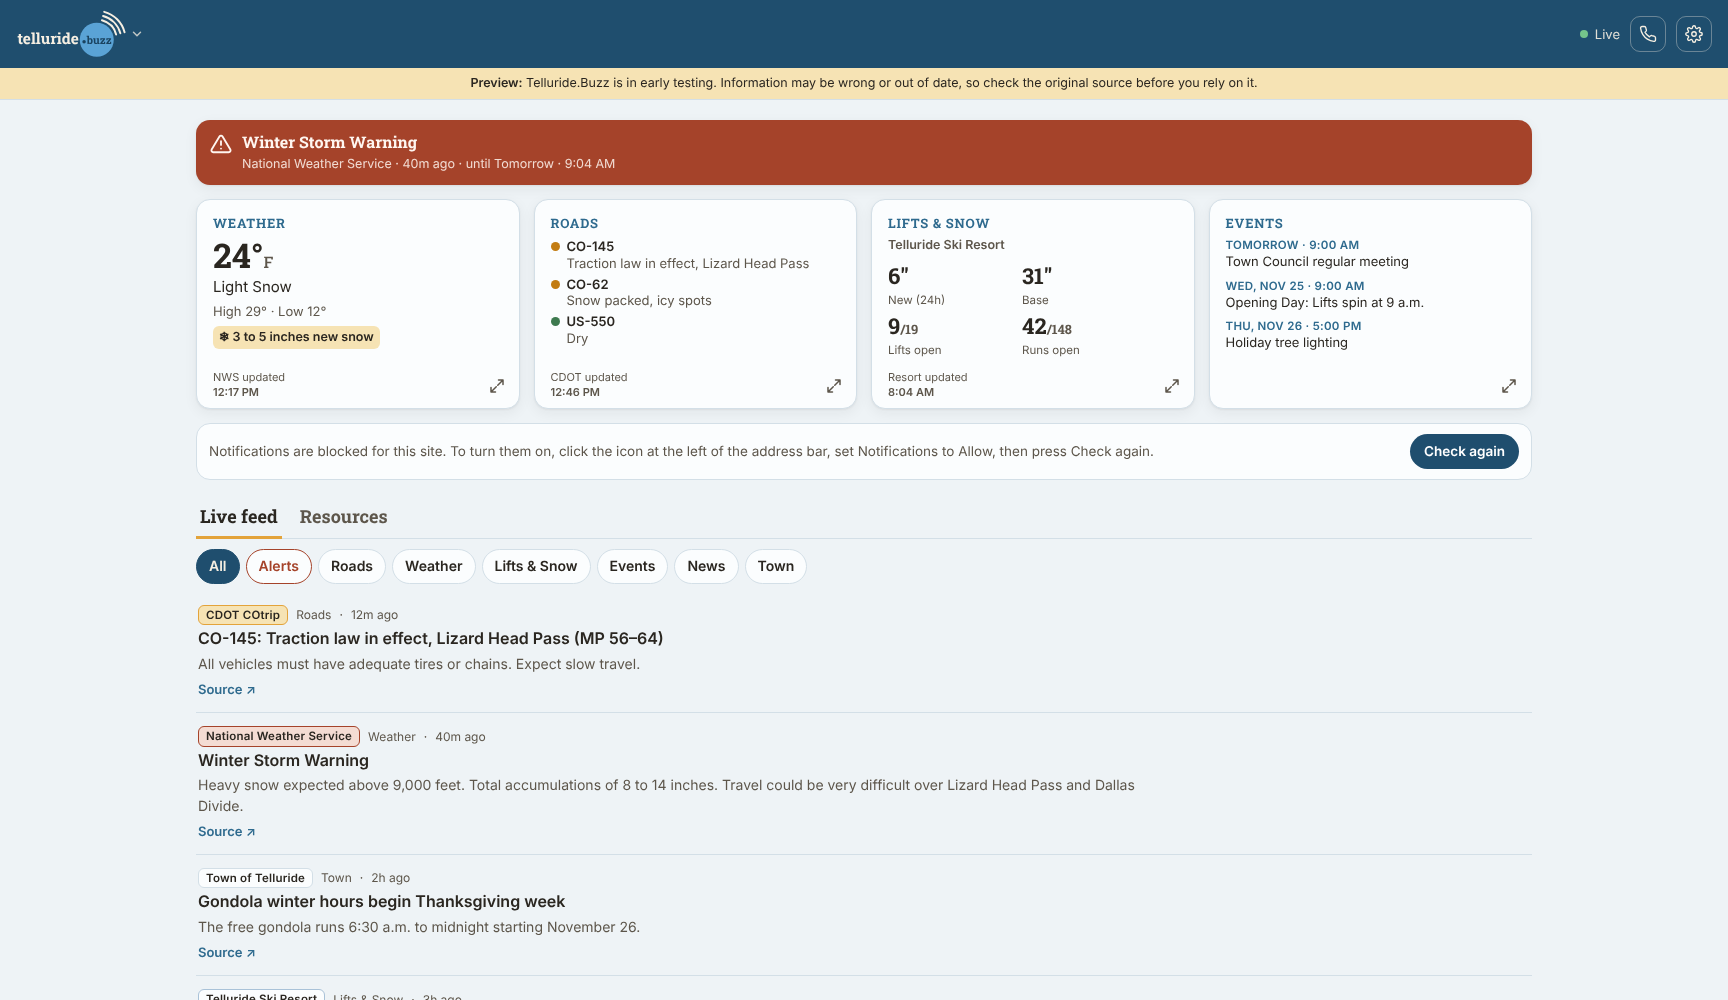 telluride.buzz
Live
Preview: Telluride.Buzz is in early testing. Information may be wrong or out of date, so check the original source before you rely on it.
Winter Storm Warning
National Weather Service · 40m ago · until Tomorrow · 9:04 AM
WEATHER
24°F
Light Snow
High 29° · Low 12°
❄ 3 to 5 inches new snow
NWS updated
12:17 PM
ROADS
CO-145
Traction law in effect, Lizard Head Pass
CO-62
Snow packed, icy spots
US-550
Dry
CDOT updated
12:46 PM
LIFTS & SNOW
Telluride Ski Resort
6" 31"
New (24h) Base
9/19 42/148
Lifts open Runs open
Resort updated
8:04 AM
EVENTS
TOMORROW · 9:00 AM
Town Council regular meeting
WED, NOV 25 · 9:00 AM
Opening Day: Lifts spin at 9 a.m.
THU, NOV 26 · 5:00 PM
Holiday tree lighting
Notifications are blocked for this site. To turn them on, click the icon at the left of the address bar, set Notifications to Allow, then press Check again.
Check again
Live feed Resources
All Alerts Roads Weather Lifts & Snow Events News Town
CDOT COtrip Roads · 12m ago
CO-145: Traction law in effect, Lizard Head Pass (MP 56–64)
All vehicles must have adequate tires or chains. Expect slow travel.
Source ↗
National Weather Service Weather · 40m ago
Winter Storm Warning
Heavy snow expected above 9,000 feet. Total accumulations of 8 to 14 inches. Travel could be very difficult over Lizard Head Pass and Dallas
Divide.
Source ↗
Town of Telluride Town · 2h ago
Gondola winter hours begin Thanksgiving week
The free gondola runs 6:30 a.m. to midnight starting November 26.
Source ↗
Telluride Ski Resort Lifts & Snow · 3h ago